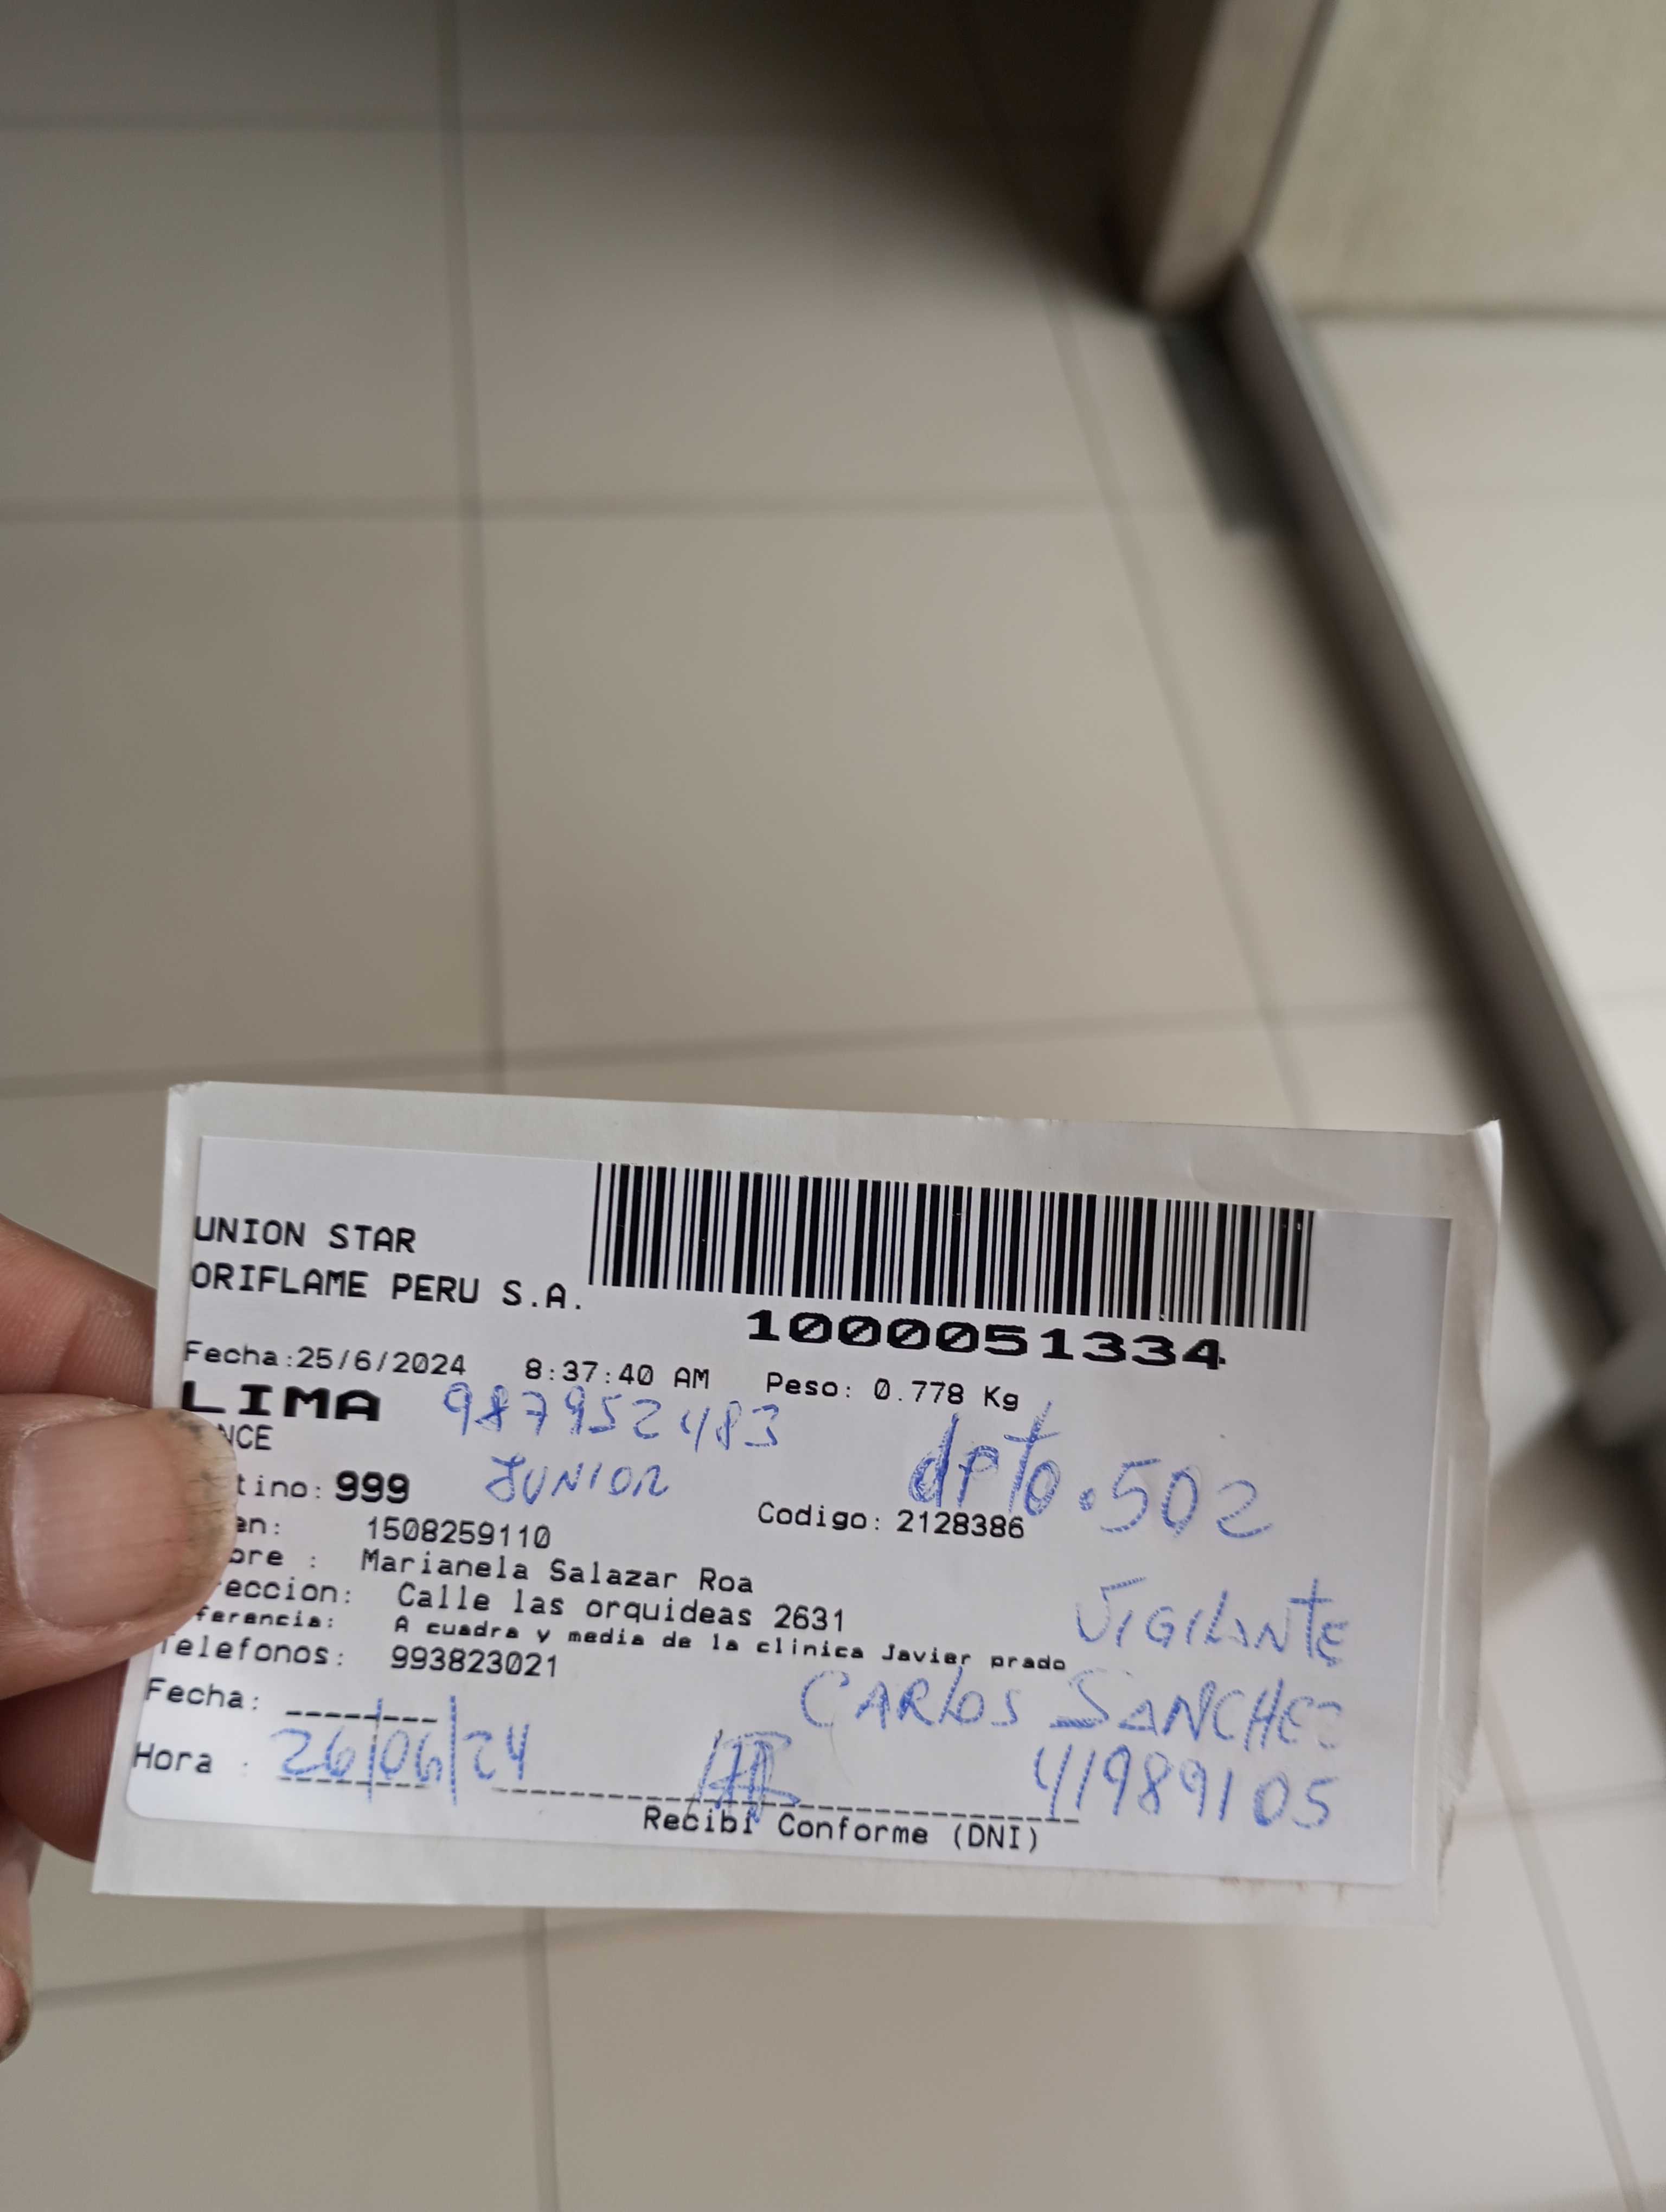 UNION STAR
ORIFLAME PERU S.A.
1000051334
Fecha:25/6/2024 8:37:40 AM Peso: 0.778 Kg
LIMA 987952483
NCE
tino: 999 JUNIOR dpto.502
en: 1508259110 Codigo: 2128386
bre : Marianela Salazar Roa
eccion: Calle las orquideas 2631
ferencia: A cuadra y media de la clinica Javier prado
VIGILANTE
Telefonos: 993823021
CARLOS SANCHEZ
Fecha:
Hora : 26/06/24 41989105
Recibi Conforme (DNI)